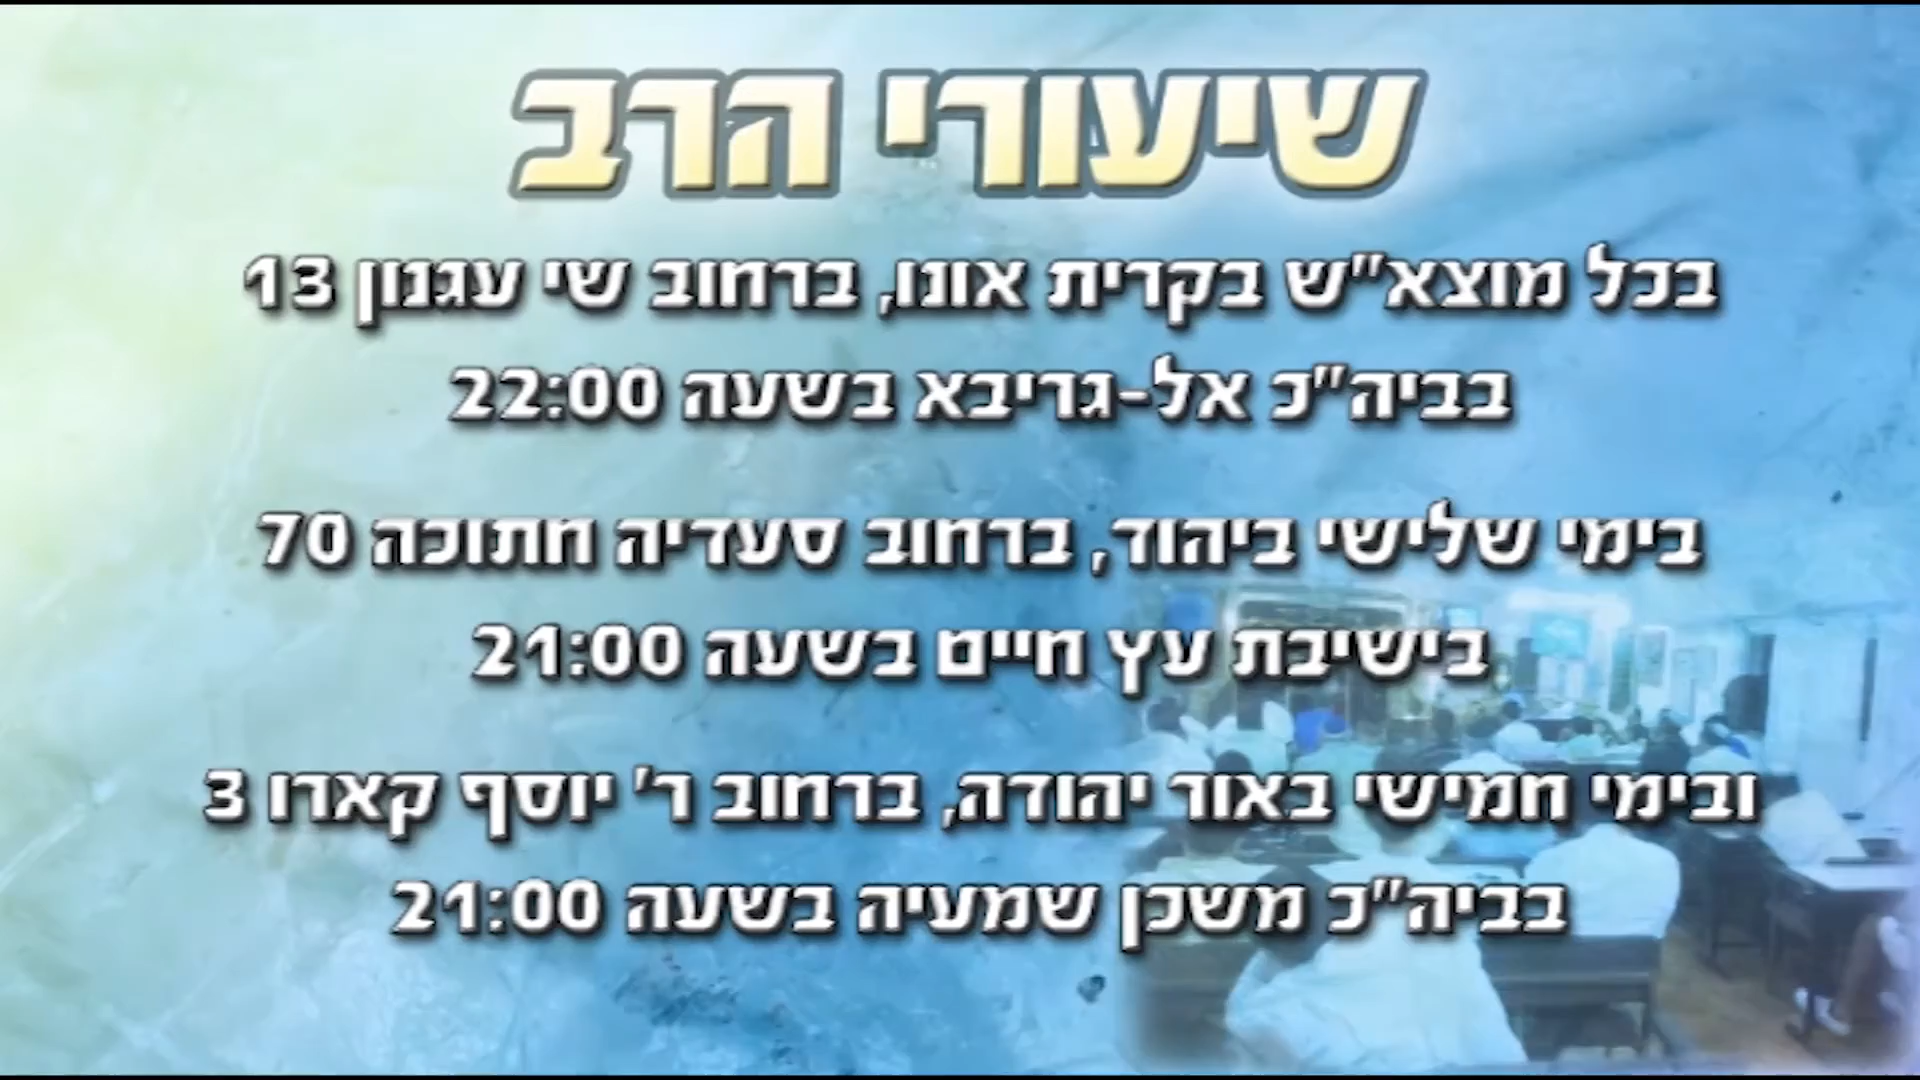 שיעורי הרב
בכל מוצא"ש בקרית אונו, ברחוב שי עגנון 13
בביה"כ אל-גריבא בשעה 22:00
בימי שלישי ביהוד, ברחוב סעדיה חתוכה 70
בישיבת עץ חיים בשעה 21:00
ובימי חמישי באור יהודה, ברחוב ר' יוסף קארו 3
בביה"כ משכן שמעיה בשעה 21:00